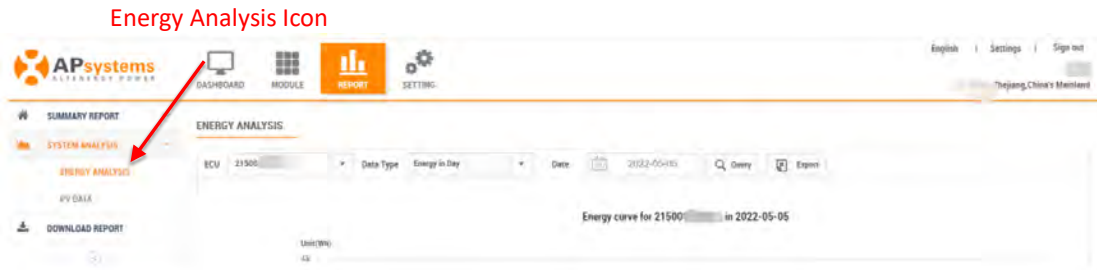 Energy Analysis Icon
English | Settings | Sign out
APsystems
ALTENERGY POWER
DASHBOARD MODULE REPORT SETTING
Zhejiang,China's Mainland
SUMMARY REPORT
ENERGY ANALYSIS
SYSTEM ANALYSIS
ECU 21500 Data Type Energy in Day Date 2022-05-05 Query Export
ENERGY ANALYSIS
PV DATA
Energy curve for 21500 in 2022-05-05
DOWNLOAD REPORT
Unit(Wh)